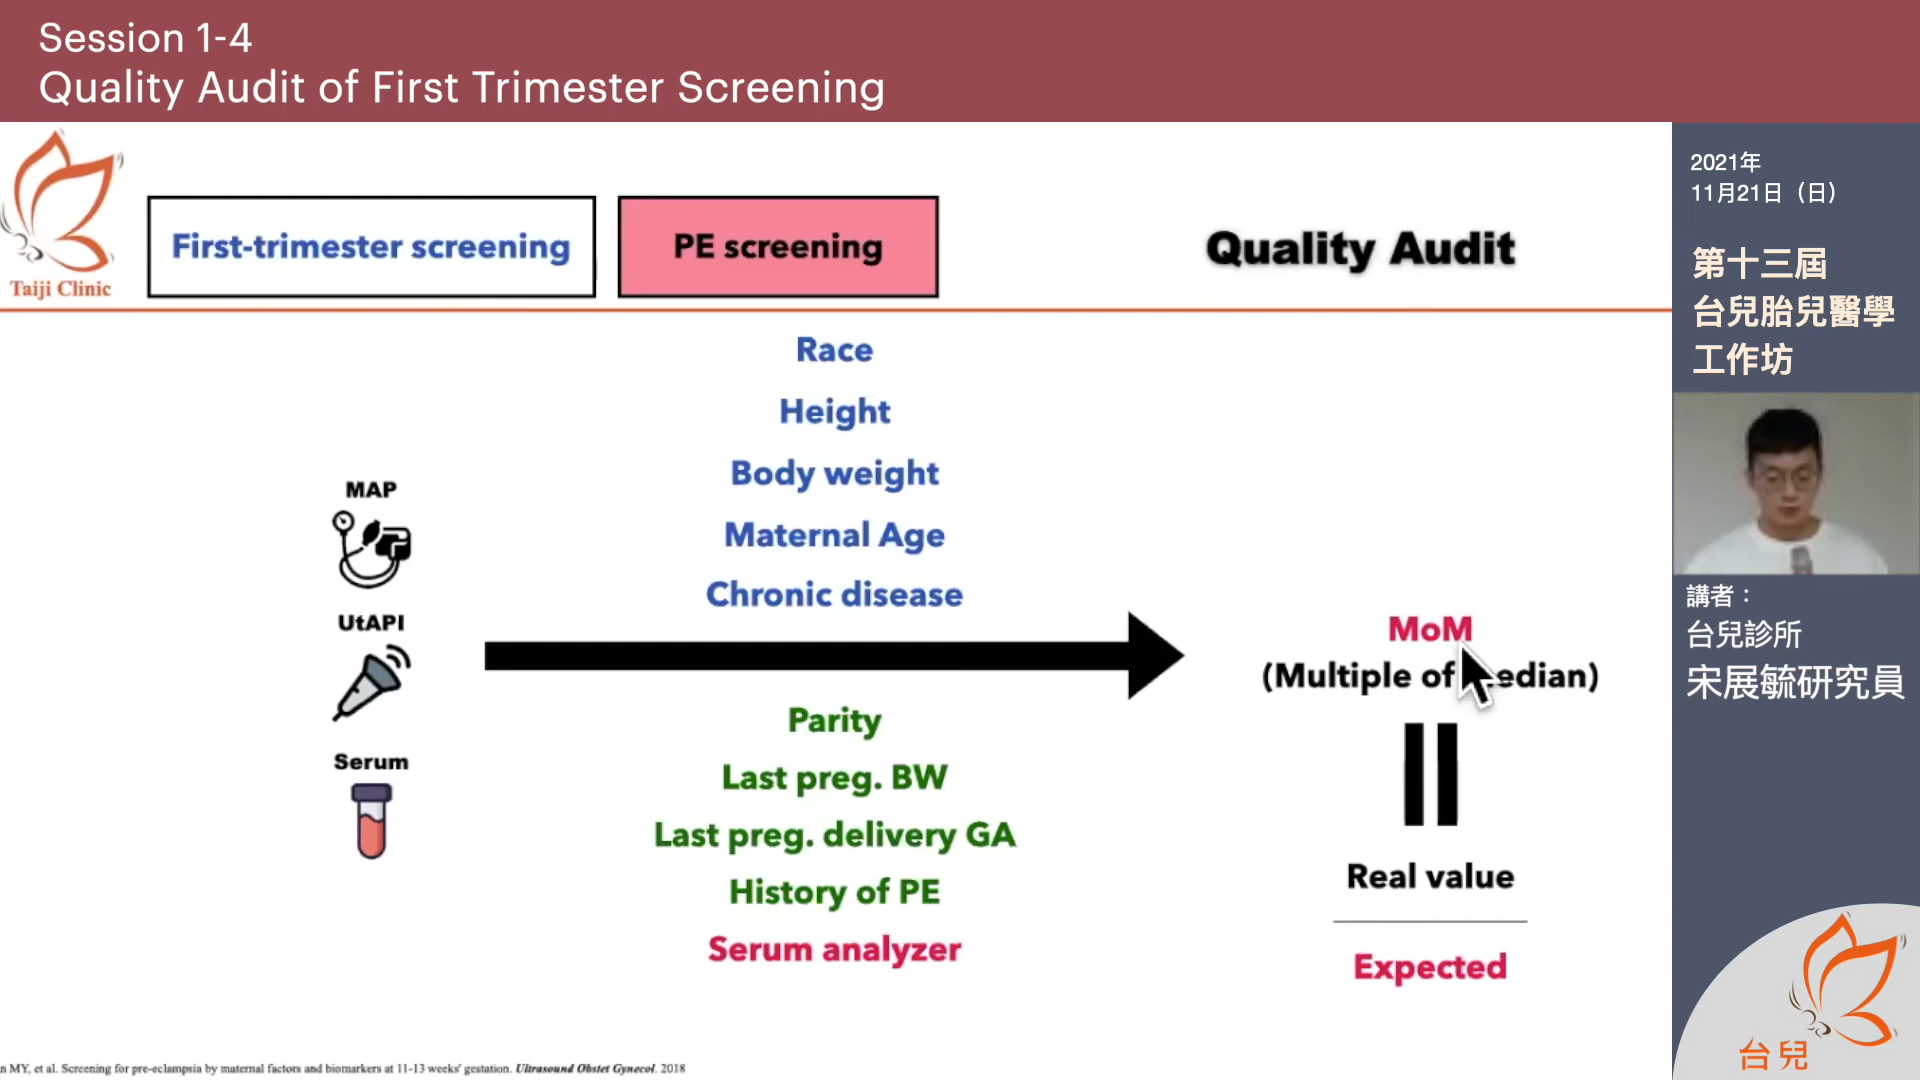 Session 1-4
Quality Audit of First Trimester Screening
Taiji Clinic
First-trimester screening
PE screening
Quality Audit
Race
Height
Body weight
Maternal Age
Chronic disease
MAP
UtAPI
Serum
Parity
Last preg. BW
Last preg. delivery GA
History of PE
Serum analyzer
MoM
(Multiple of edian)
Real value
Expected
n MY, et al. Screening for pre-eclampsia by maternal factors and biomarkers at 11-13 weeks' gestation. Ultrasound Obstet Gynecol. 2018
2021年
11月21日（日）
第十三屆
台兒胎兒醫學
工作坊
講者：
台兒診所
宋展毓研究員
台兒